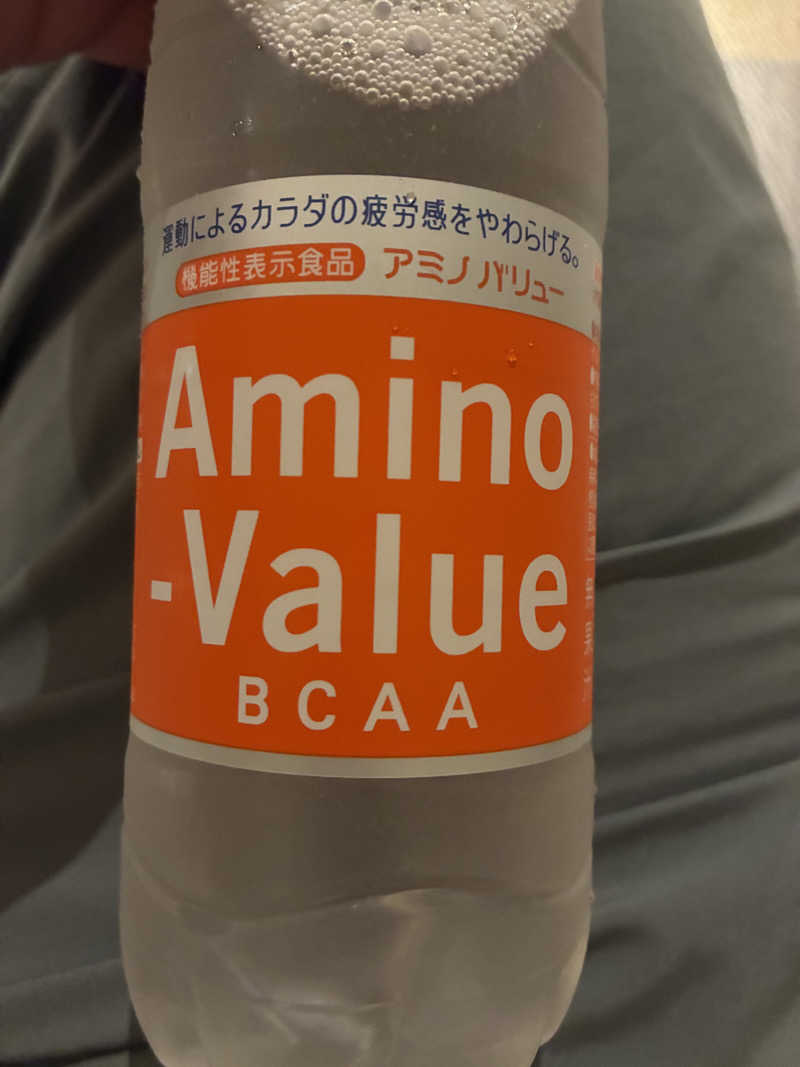 運動によるカラダの疲労感をやわらげる。
機能性表示食品 アミノバリュー
Amino
-Value
BCAA